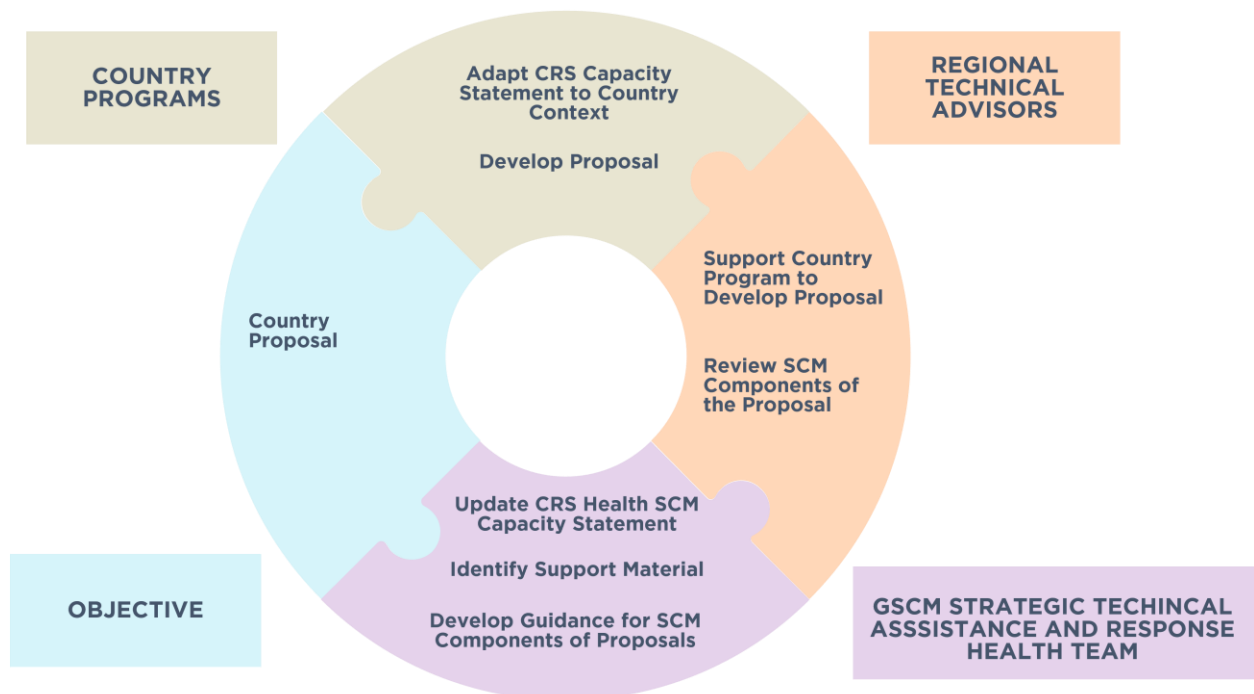 COUNTRY
PROGRAMS
Adapt CRS Capacity
Statement to Country
Context
Develop Proposal
REGIONAL
TECHNICAL
ADVISORS
Support Country
Program to
Develop Proposal
Review SCM
Components of
the Proposal
Country
Proposal
Update CRS Health SCM
Capacity Statement
Identify Support Material
Develop Guidance for SCM
Components of Proposals
OBJECTIVE
GSCM STRATEGIC TECHINCAL
ASSSISTANCE AND RESPONSE
HEALTH TEAM